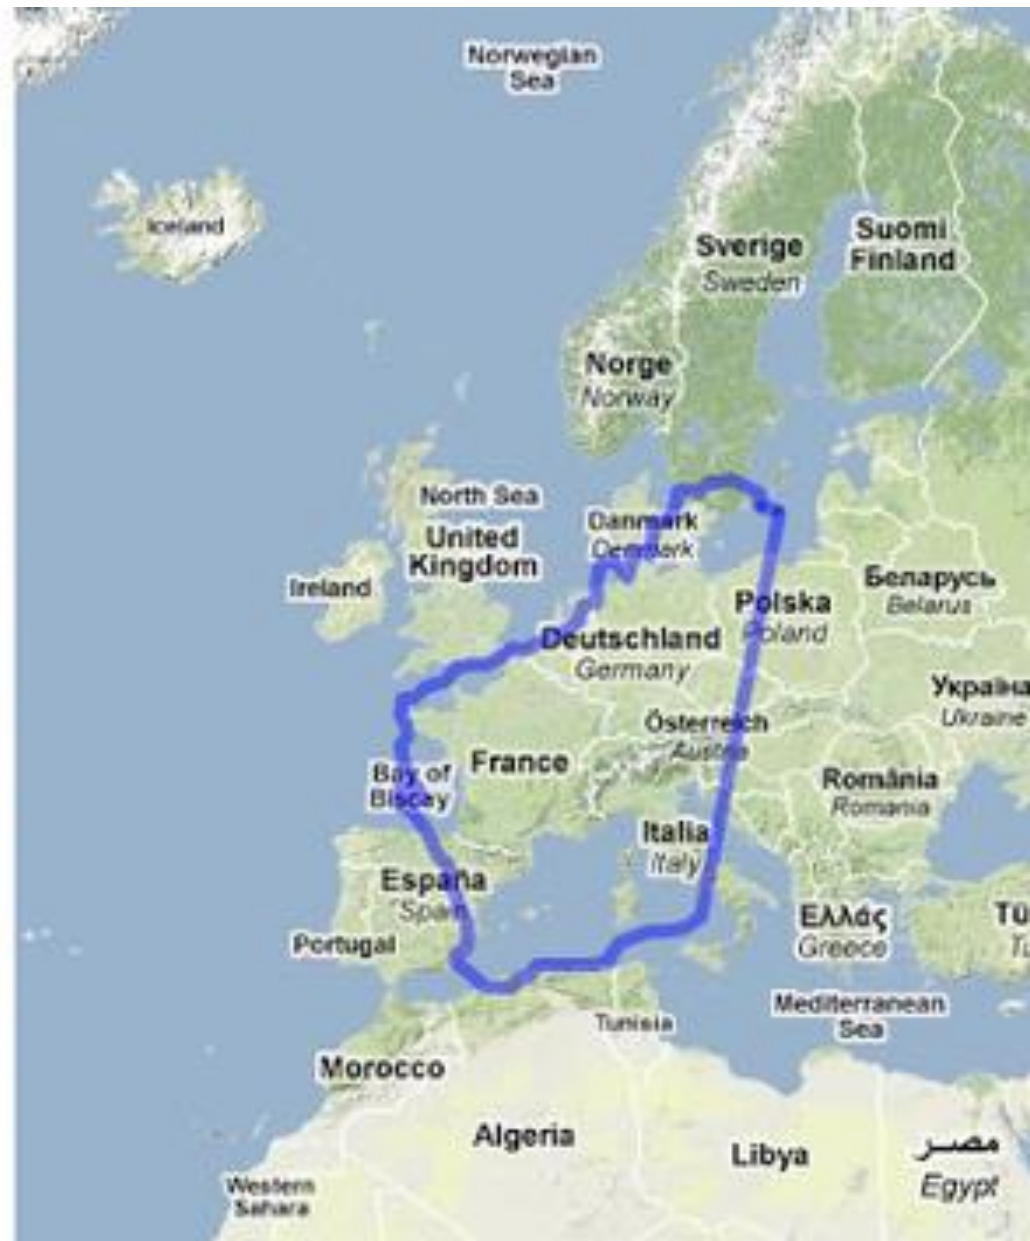 Norwegian
Sea
Iceland
Suomi
Finland
Sverige
Sweden
Norge
Norway
North Sea
Danmark
Denmark
United
Kingdom
Ireland
Беларусь
Belarus
Polska
Poland
Deutschland
Germany
Україна
Ukraine
Österreich
Austria
France
Bay of
Biscay
România
Romania
Italia
Italy
España
Spain
Portugal
Ελλάς
Greece
Tü
Tu
Mediterranean
Sea
Tunisia
Morocco
Algeria
Libya
مصر
Egypt
Western
Sahara